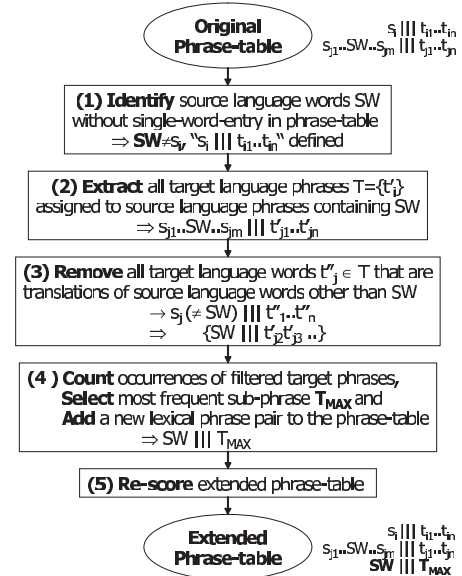 Original
Phrase-table
s_i ||| t_i1..t_in
s_j1..SW..s_jm ||| t_j1..t_jn
(1) Identify source language words SW
without single-word-entry in phrase-table
⇒ SW≠s_i, "s_i ||| t_i1..t_in" defined
(2) Extract all target language phrases T={t'_i}
assigned to source language phrases containing SW
⇒ s_j1..SW..s_jm ||| t'_j1..t'_jn
(3) Remove all target language words t''_j ∈ T that are
translations of source language words other than SW
→ s_j (≠ SW) ||| t''_1..t''_n
⇒ {SW ||| t'_j2t'_j3 ..}
(4 ) Count occurrences of filtered target phrases,
Select most frequent sub-phrase T_MAX and
Add a new lexical phrase pair to the phrase-table
⇒ SW ||| T_MAX
(5) Re-score extended phrase-table
Extended
Phrase-table
s_i ||| t_i1..t_in
s_j1..SW..s_jm ||| t_j1..t_jn
SW ||| T_MAX